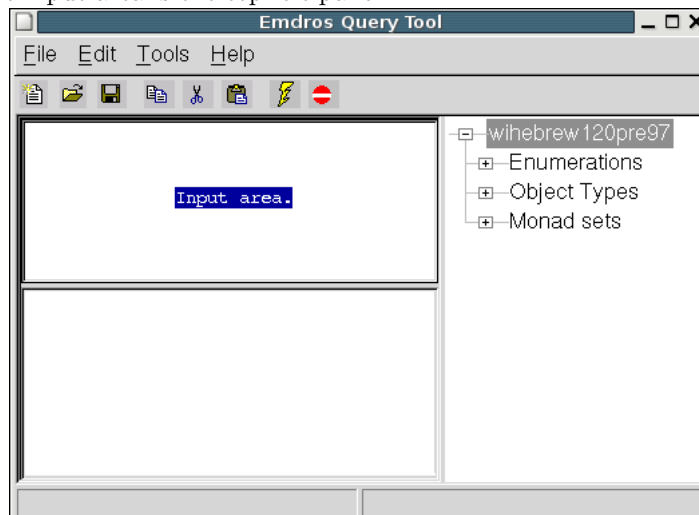 Emdros Query Tool
File Edit Tools Help
wihebrew120pre97
Enumerations
Object Types
Monad sets
Input area.